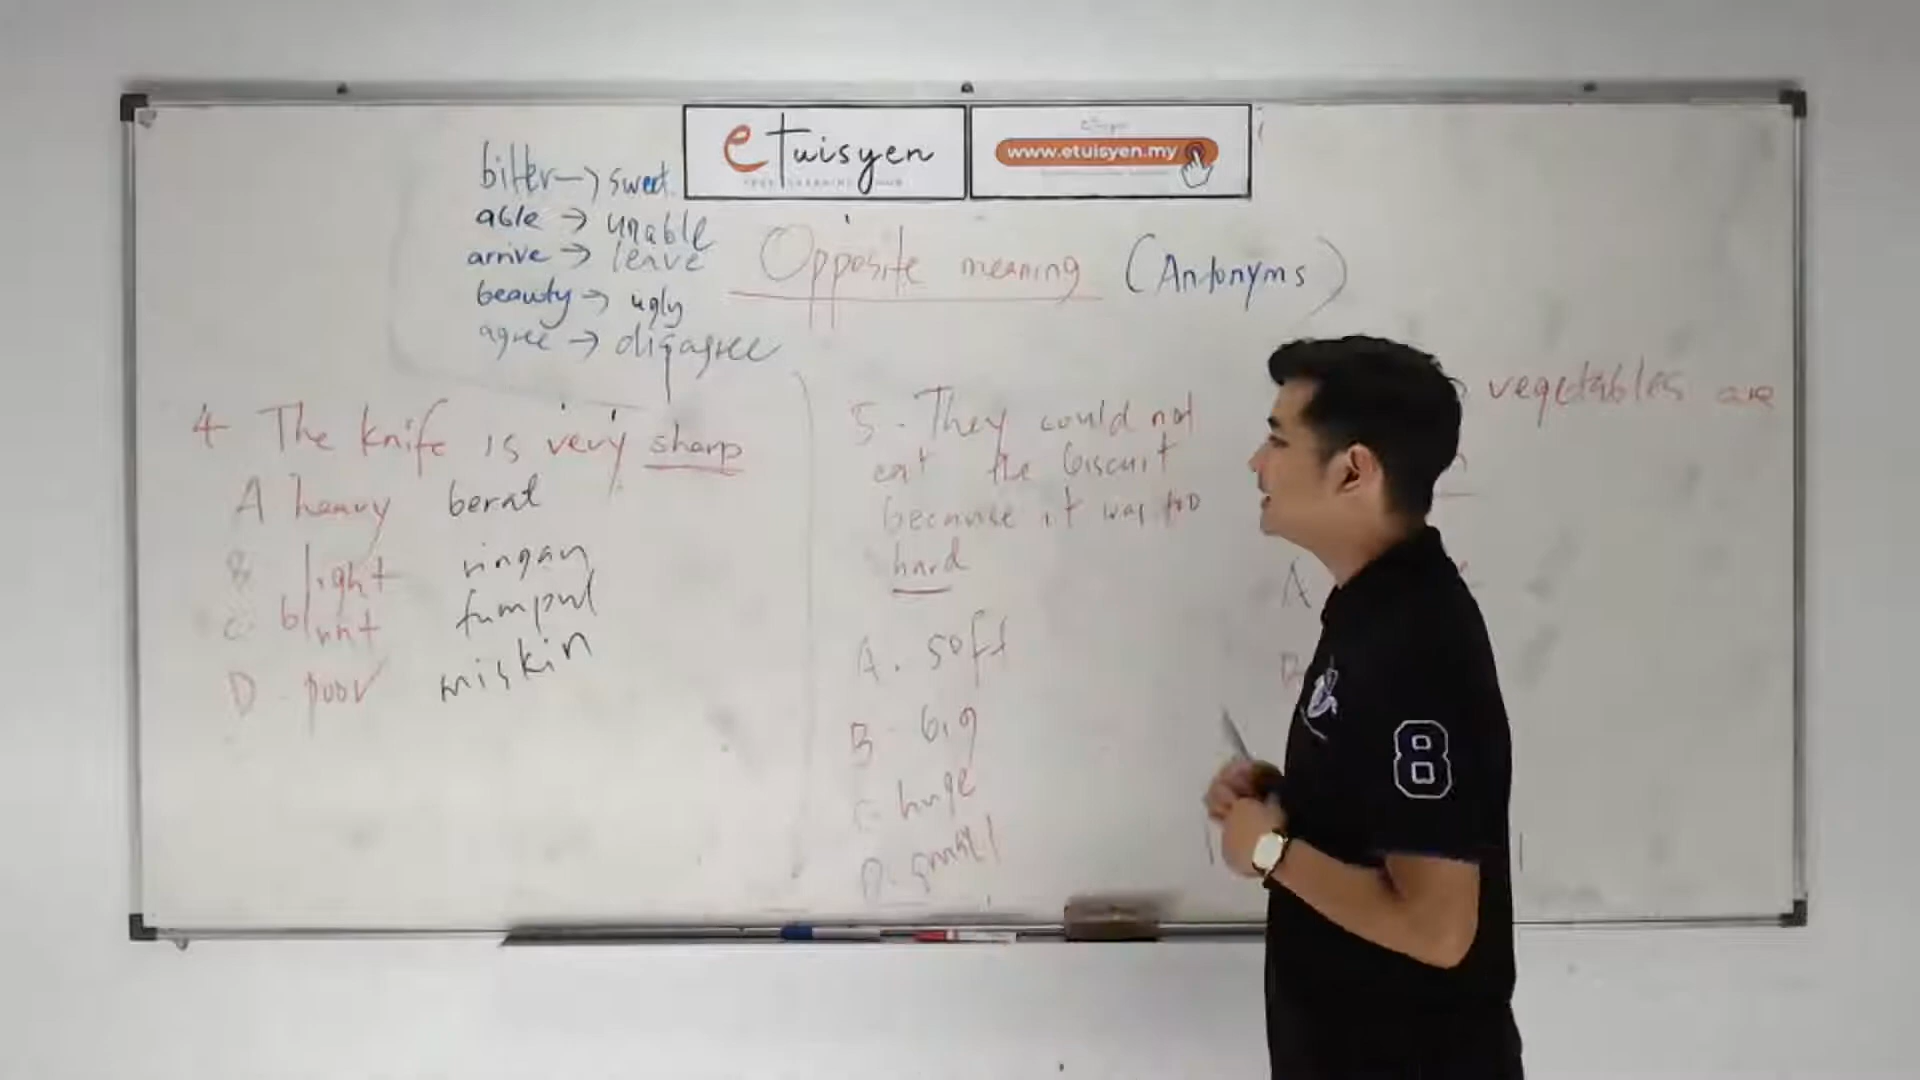 eTuisyen
www.etuisyen.my
bitter → sweet
able → unable
arrive → leave
beauty → ugly
agree → disagree
Opposite meaning (Antonyms)
4 The knife is very sharp
A heavy berat
B light ringan
C blunt tumpul
D - poor miskin
5. They could not
eat the biscuit
because it was too
hard
A. soft
B big
C huge
D. small
vegetables are
A
B
8